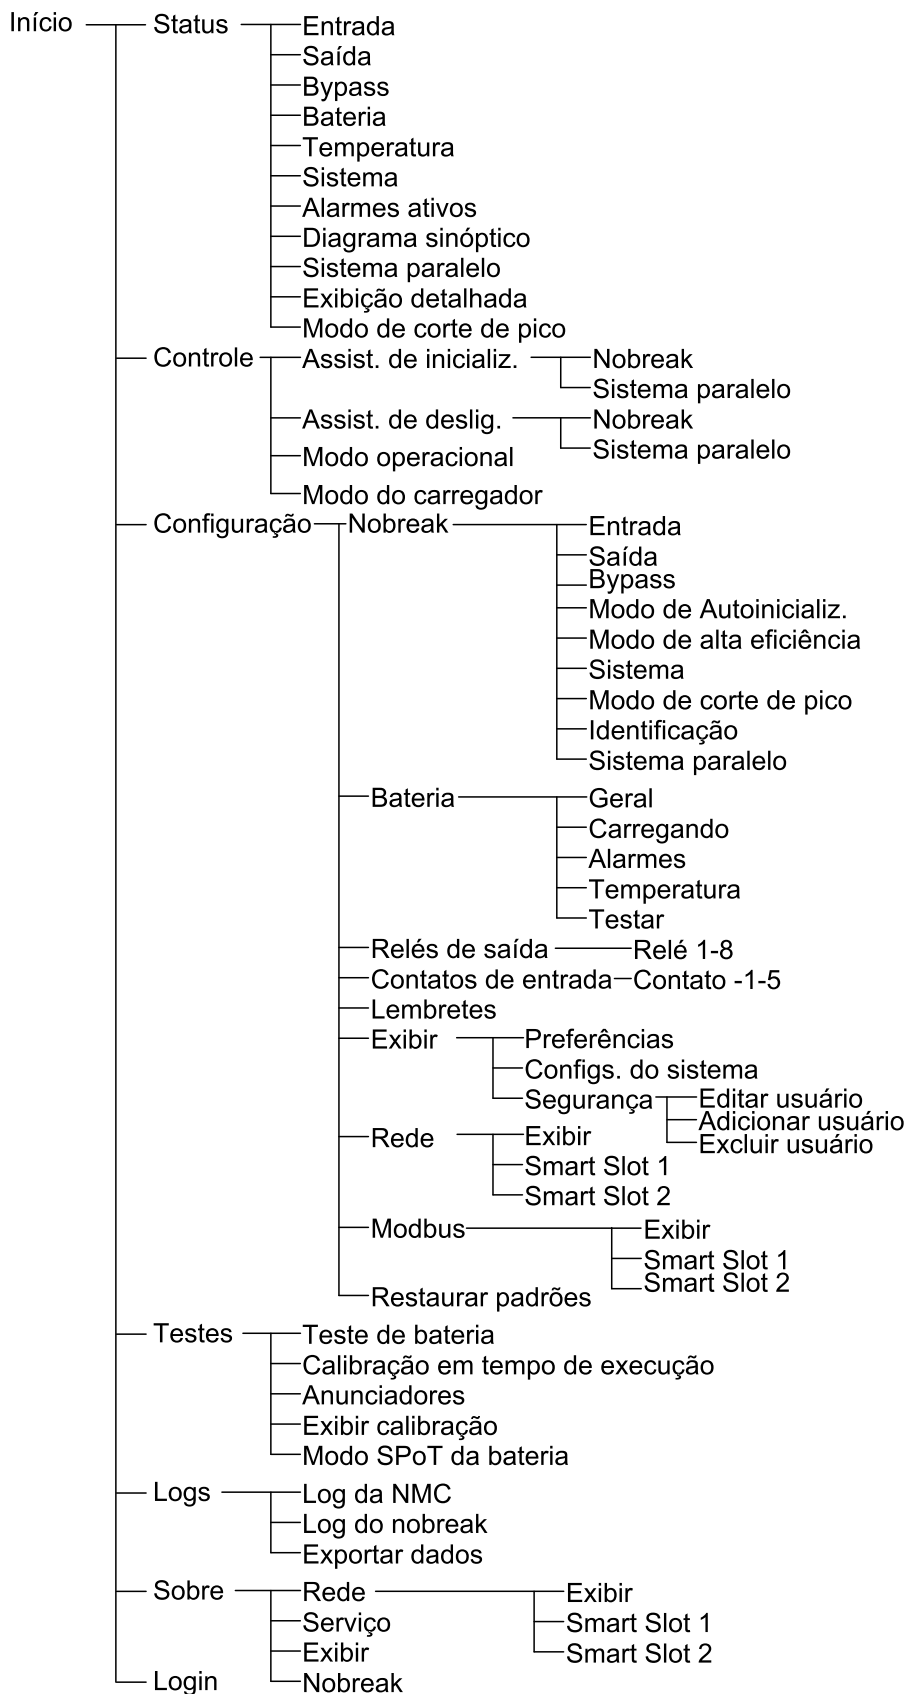 Início
Status
Entrada
Saída
Bypass
Bateria
Temperatura
Sistema
Alarmes ativos
Diagrama sinóptico
Sistema paralelo
Exibição detalhada
Modo de corte de pico
Controle
Assist. de inicializ.
Nobreak
Sistema paralelo
Assist. de deslig.
Nobreak
Sistema paralelo
Modo operacional
Modo do carregador
Configuração
Nobreak
Entrada
Saída
Bypass
Modo de Autoinicializ.
Modo de alta eficiência
Sistema
Modo de corte de pico
Identificação
Sistema paralelo
Bateria
Geral
Carregando
Alarmes
Temperatura
Testar
Relés de saída
Relé 1-8
Contatos de entrada
Contato -1-5
Lembretes
Exibir
Preferências
Configs. do sistema
Segurança
Editar usuário
Adicionar usuário
Excluir usuário
Rede
Exibir
Smart Slot 1
Smart Slot 2
Modbus
Exibir
Smart Slot 1
Smart Slot 2
Restaurar padrões
Testes
Teste de bateria
Calibração em tempo de execução
Anunciadores
Exibir calibração
Modo SPoT da bateria
Logs
Log da NMC
Log do nobreak
Exportar dados
Sobre
Rede
Exibir
Smart Slot 1
Smart Slot 2
Serviço
Exibir
Nobreak
Login